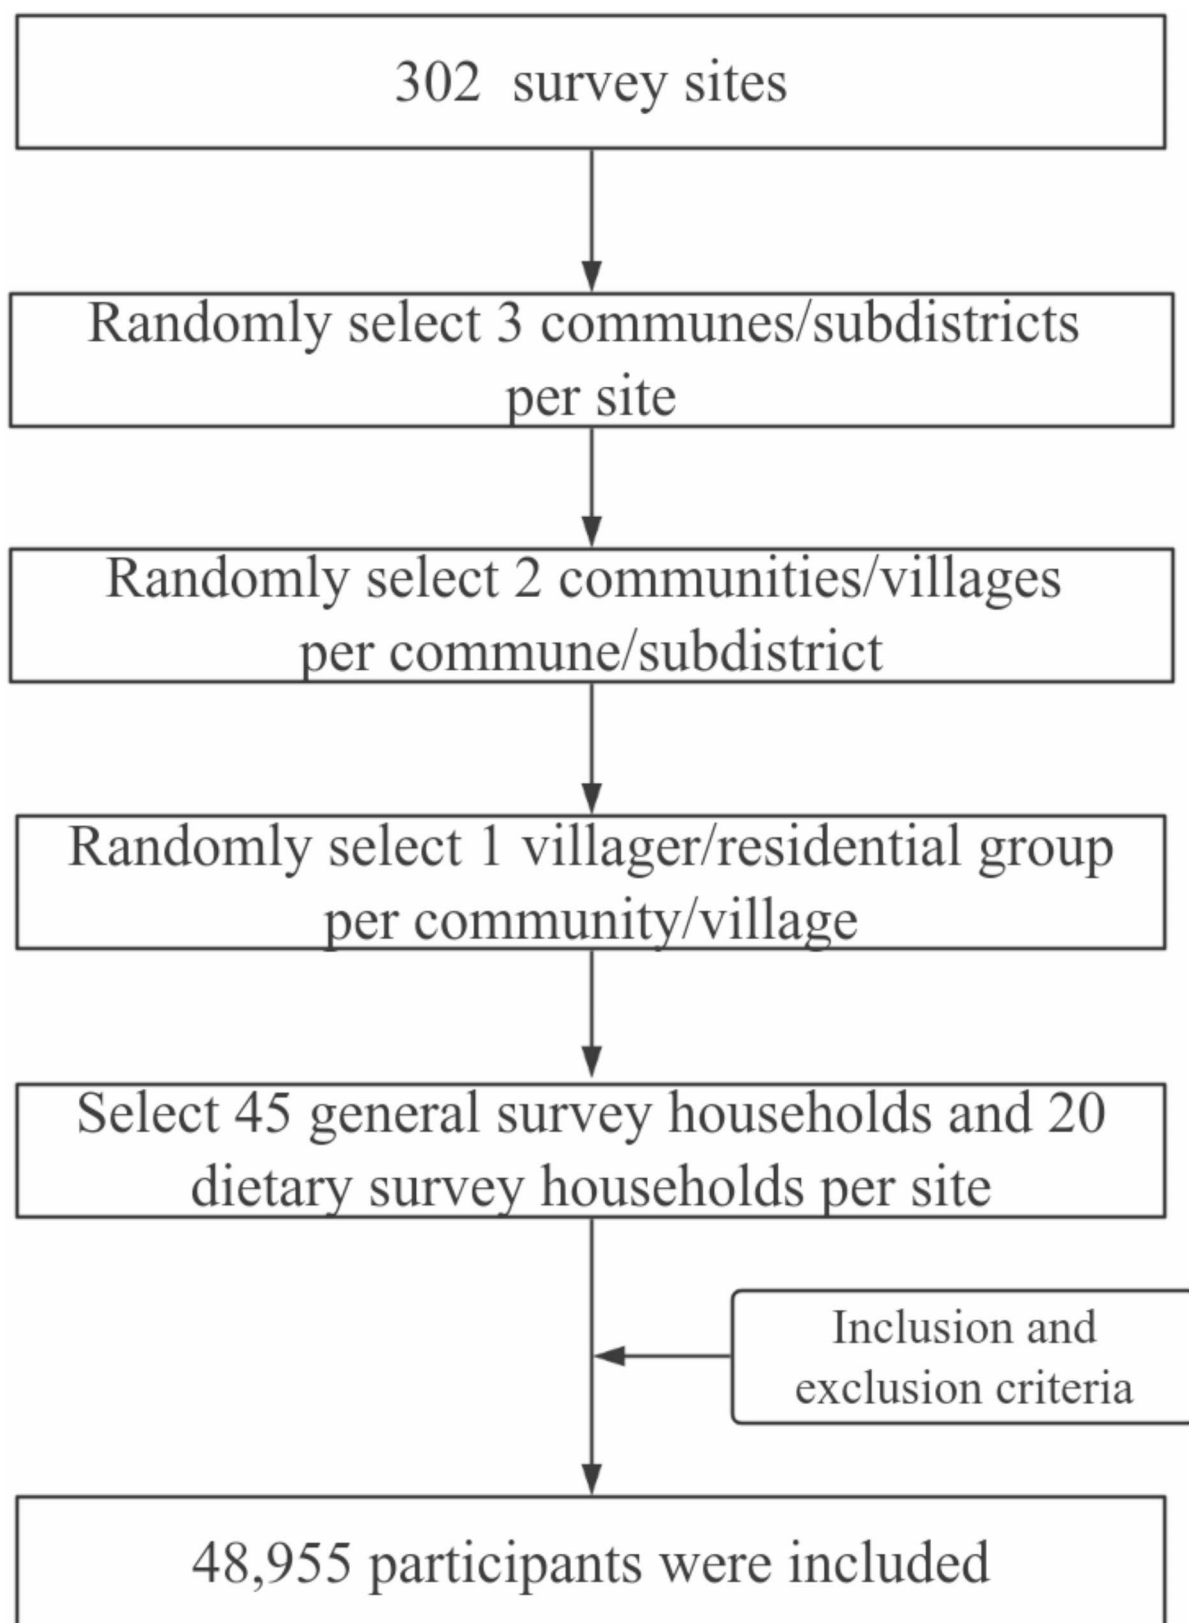 302 survey sites
Randomly select 3 communes/subdistricts
per site
Randomly select 2 communities/villages
per commune/subdistrict
Randomly select 1 villager/residential group
per community/village
Select 45 general survey households and 20
dietary survey households per site
Inclusion and
exclusion criteria
48,955 participants were included